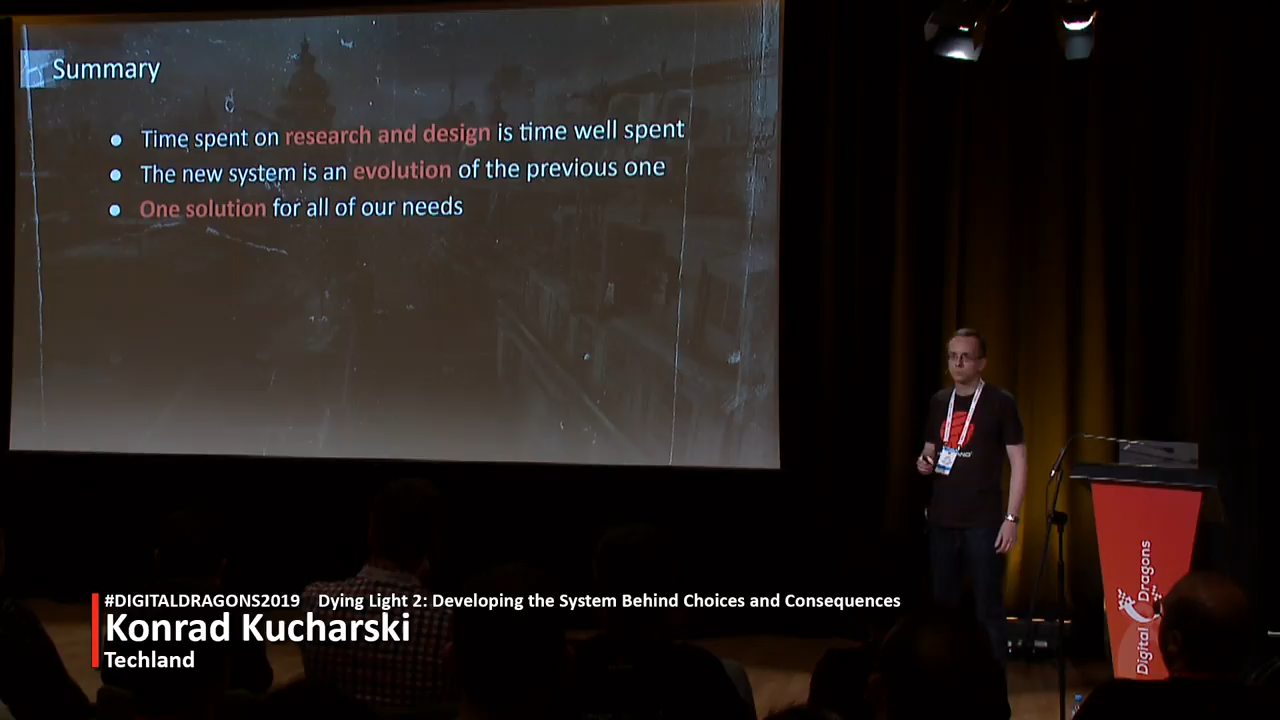 Summary
Time spent on research and design is time well spent
The new system is an evolution of the previous one
One solution for all of our needs
Digital Dragons
#DIGITALDRAGONS2019 Dying Light 2: Developing the System Behind Choices and Consequences
Konrad Kucharski
Techland